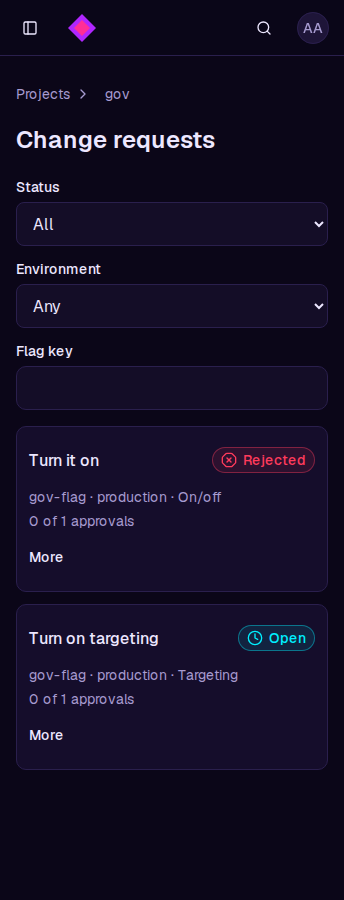 AA
Projects > gov
Change requests
Status
All
Environment
Any
Flag key
Turn it on
Rejected
gov-flag · production · On/off
0 of 1 approvals
More
Turn on targeting
Open
gov-flag · production · Targeting
0 of 1 approvals
More